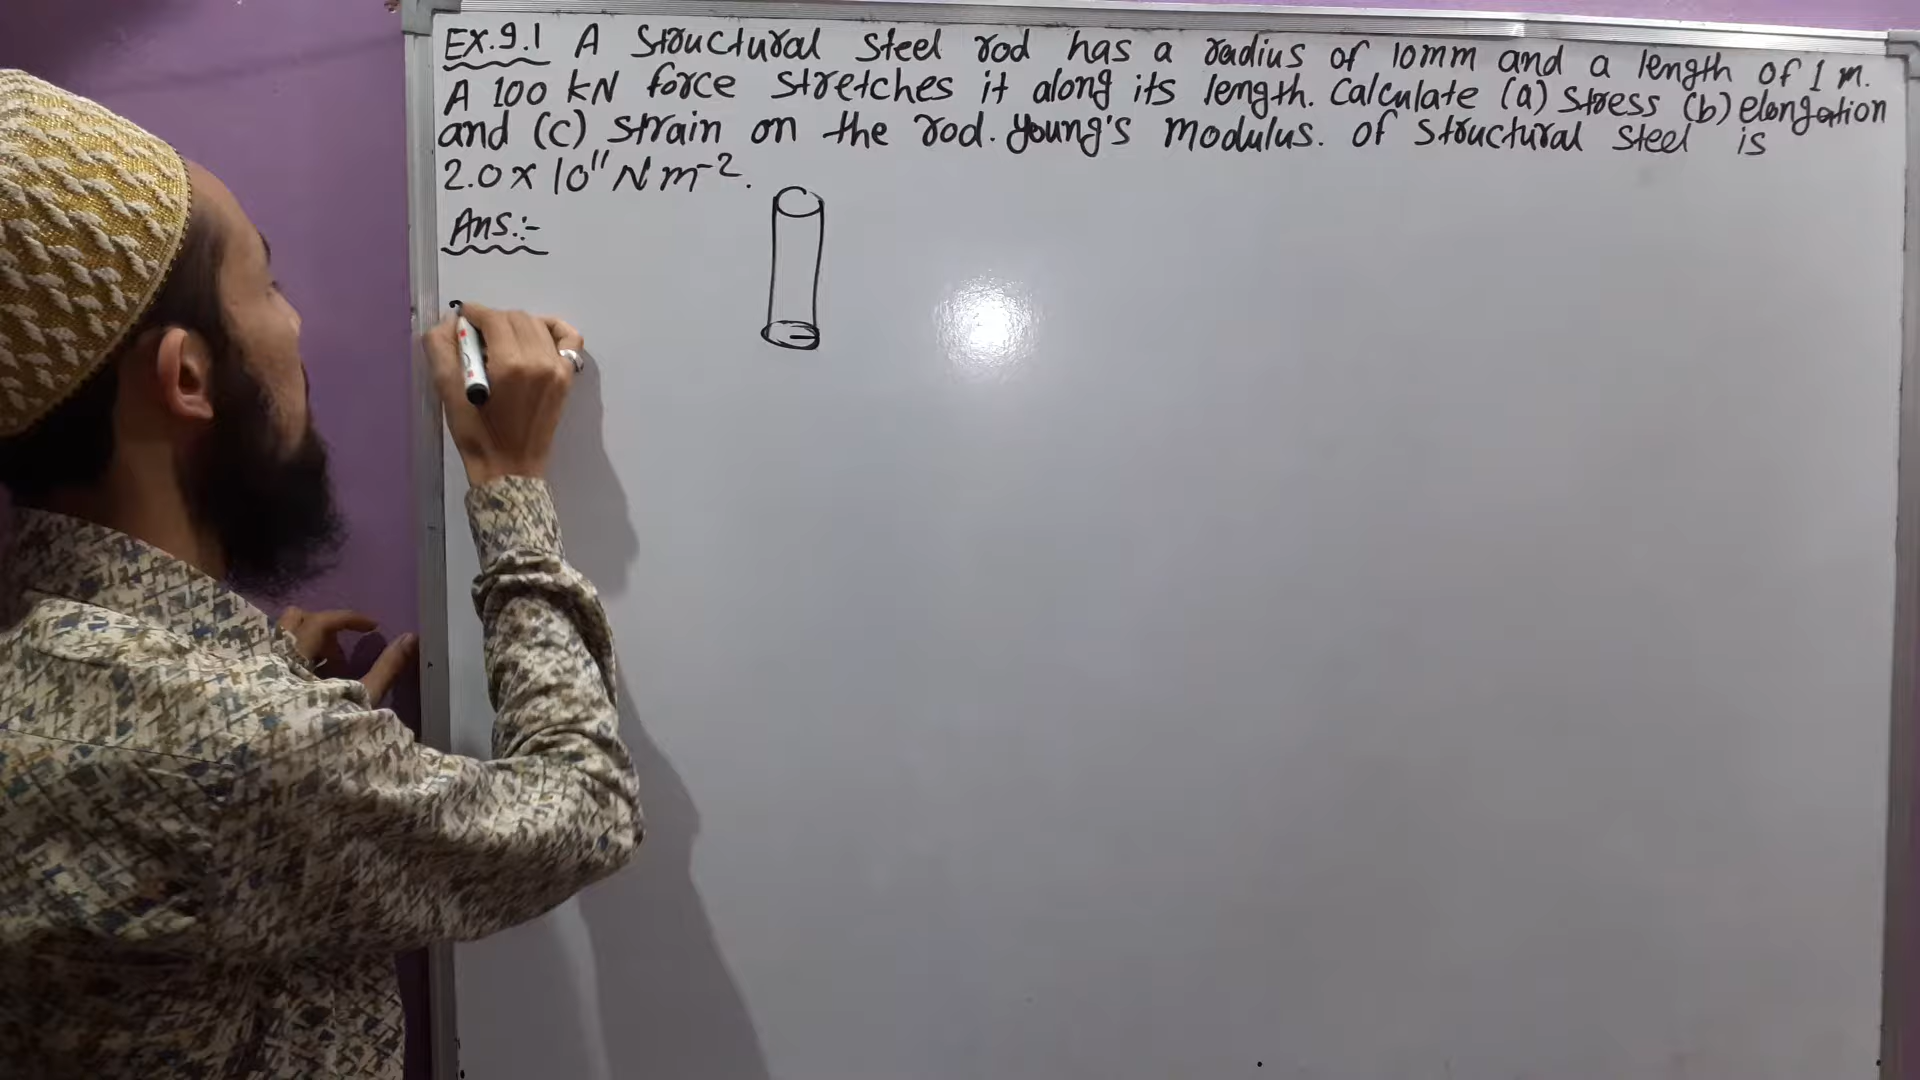 Ex.9.1 A Structural Steel rod has a radius of 10mm and a length of 1 m.
A 100 kN force stretches it along its length. Calculate (a) Stress (b) elongation
and (c) Strain on the rod. Young's Modulus. of Structural Steel is
2.0 x 10¹¹ N m⁻².
Ans.:-